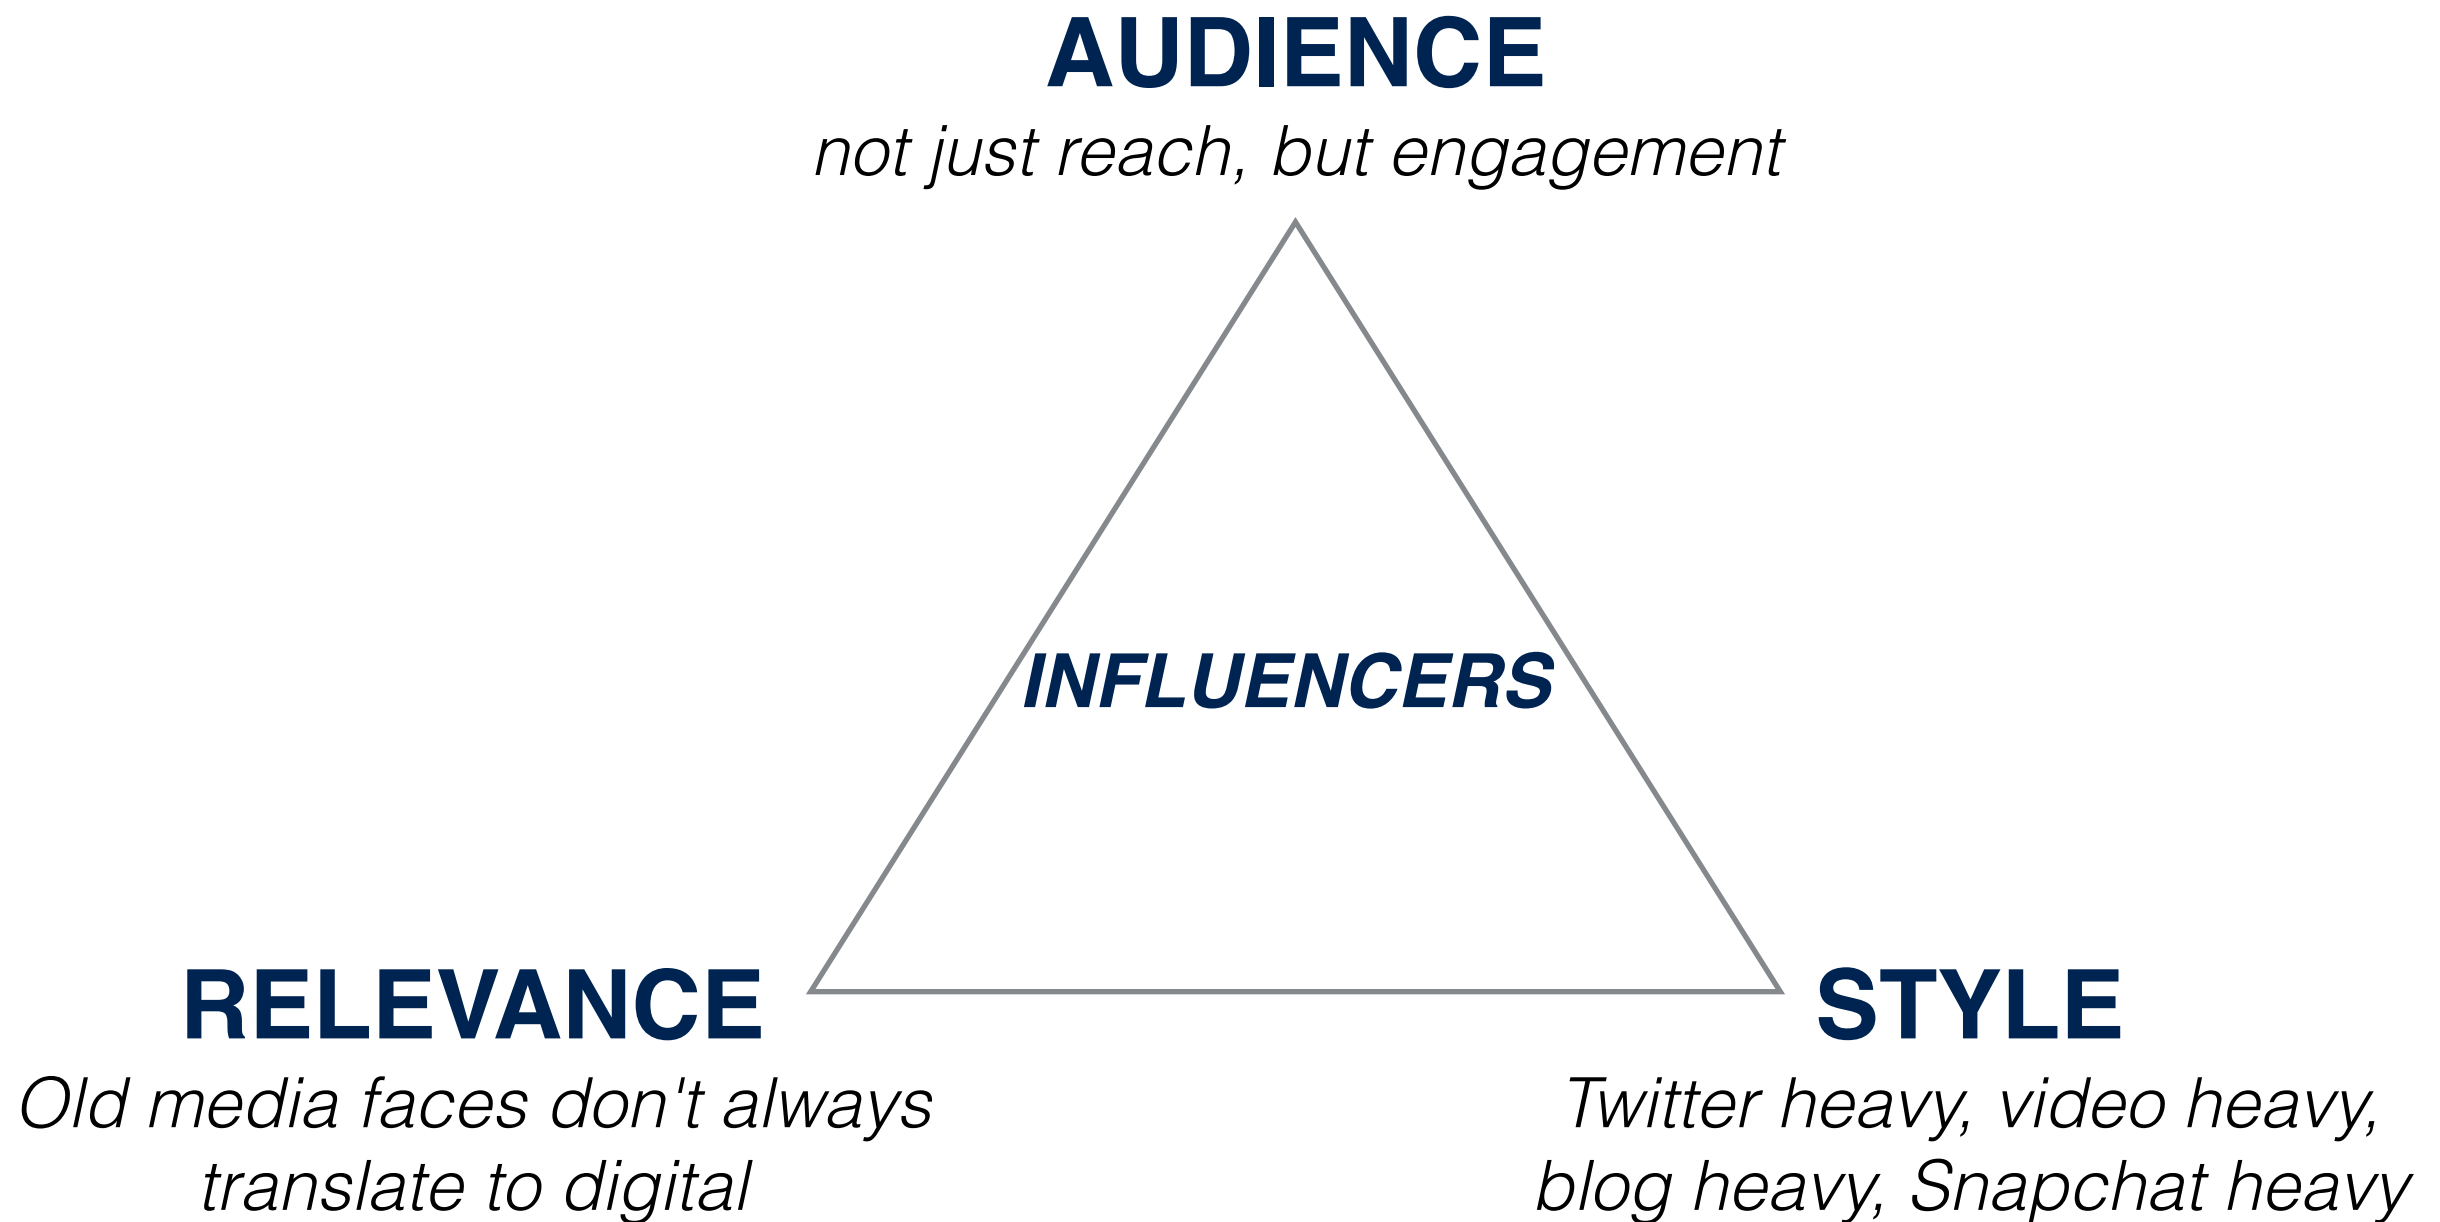 AUDIENCE
not just reach, but engagement
INFLUENCERS
RELEVANCE
Old media faces don't always
translate to digital
STYLE
Twitter heavy, video heavy,
blog heavy, Snapchat heavy